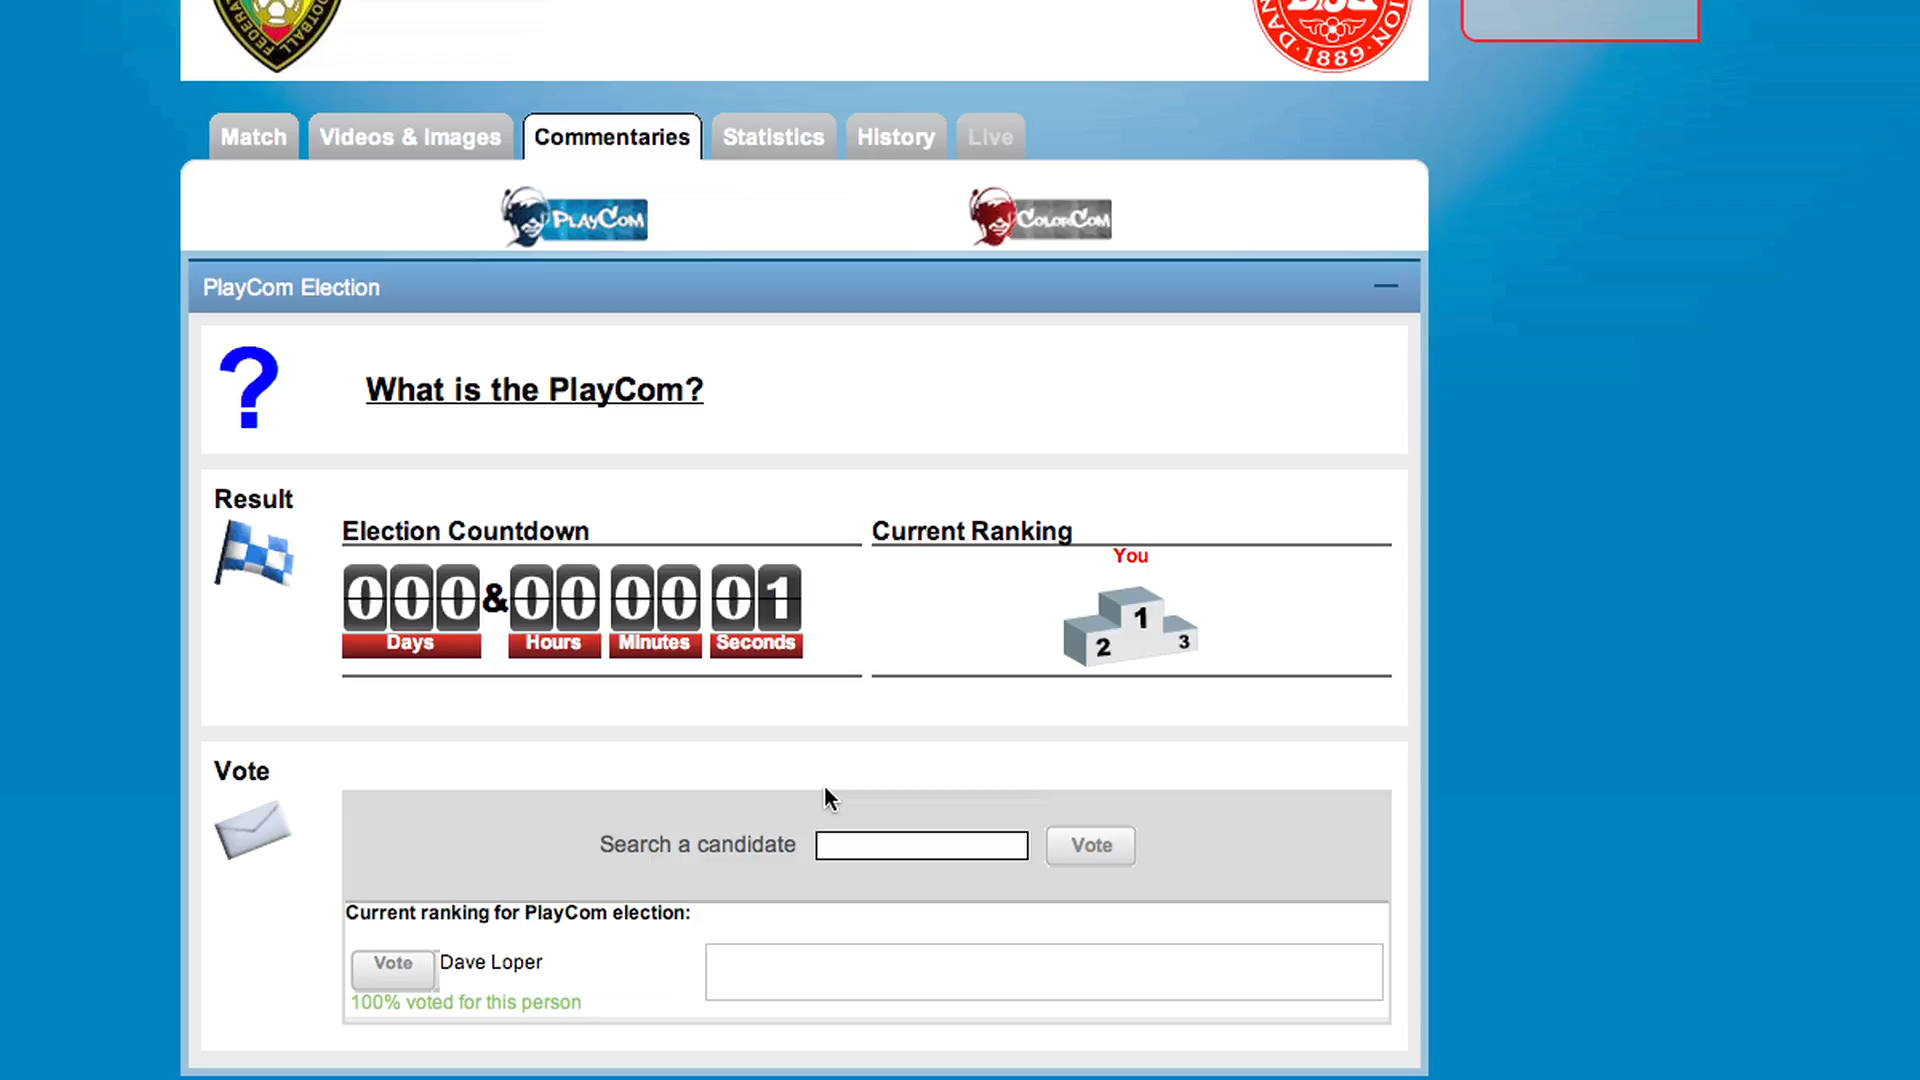 1889
Match
Videos & Images
Commentaries
Statistics
History
Live
PLAYCOM
COLORCOM
PlayCom Election
?
What is the PlayCom?
Result
Election Countdown
Current Ranking
You
000 & 00 00 01
1
2
3
Days
Hours
Minutes
Seconds
Vote
Search a candidate
Vote
Current ranking for PlayCom election:
Vote
Dave Loper
100% voted for this person